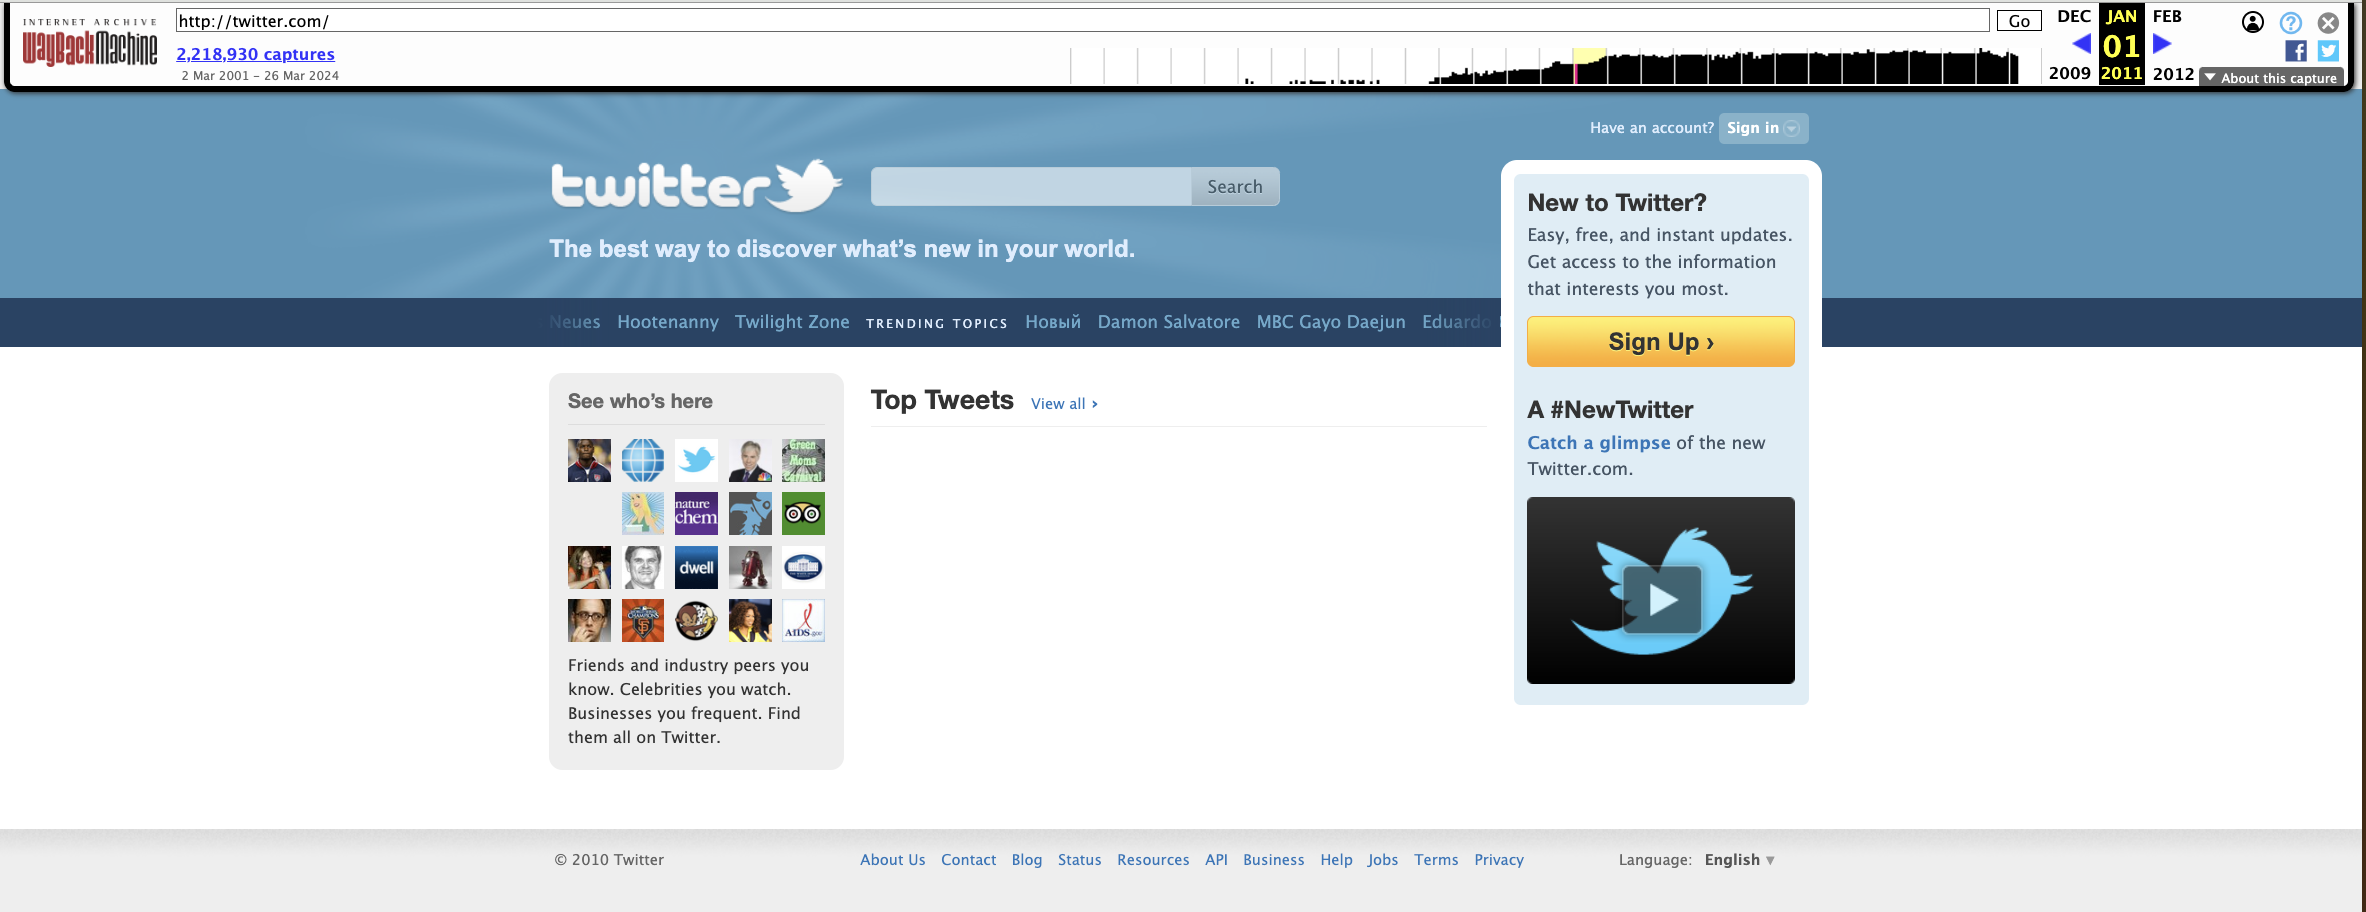 INTERNET ARCHIVE
WayBackMachine
http://twitter.com/
Go
2,218,930 captures
2 Mar 2001 – 26 Mar 2024
DEC JAN FEB
01
2009 2011 2012
About this capture
Have an account? Sign in
twitter
Search
The best way to discover what's new in your world.
Neues Hootenanny Twilight Zone TRENDING TOPICS Новый Damon Salvatore MBC Gayo Daejun Eduardo
New to Twitter?
Easy, free, and instant updates.
Get access to the information
that interests you most.
Sign Up ›
A #NewTwitter
Catch a glimpse of the new
Twitter.com.
See who's here
Green
Moms
Carnival
nature
chem
dwell
CHAMPIONS
SF
AIDS.gov
Friends and industry peers you
know. Celebrities you watch.
Businesses you frequent. Find
them all on Twitter.
Top Tweets View all ›
© 2010 Twitter
About Us Contact Blog Status Resources API Business Help Jobs Terms Privacy
Language: English